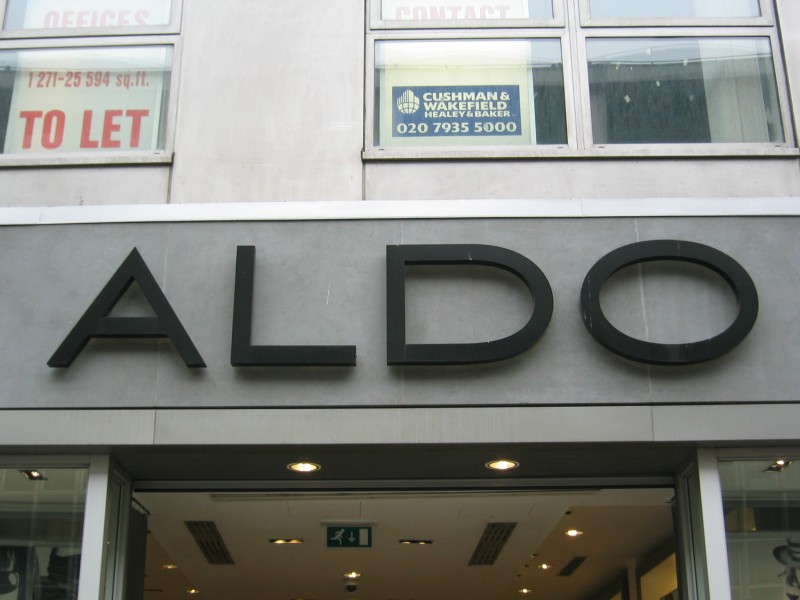 OFFICES
1 271-25 594 sq.ft.
TO LET
CONTACT
CUSHMAN &
WAKEFIELD
HEALEY & BAKER
020 7935 5000
ALDO